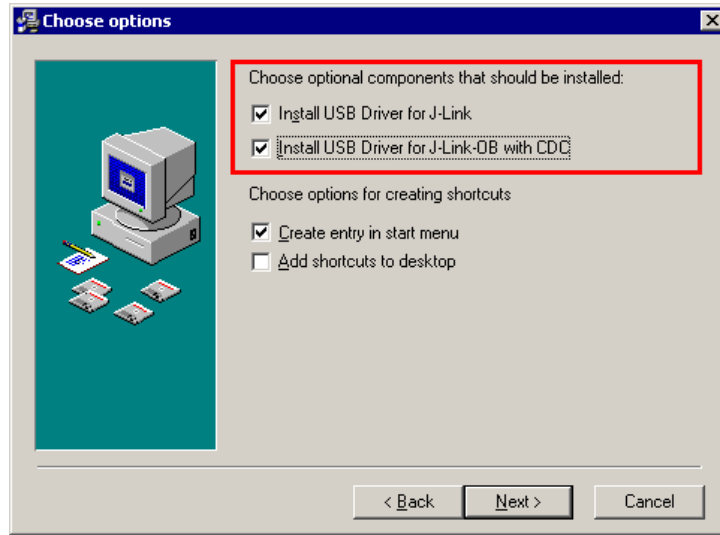 Choose options
Choose optional components that should be installed:
Install USB Driver for J-Link
Install USB Driver for J-Link-OB with CDC
Choose options for creating shortcuts
Create entry in start menu
Add shortcuts to desktop
< Back Next > Cancel